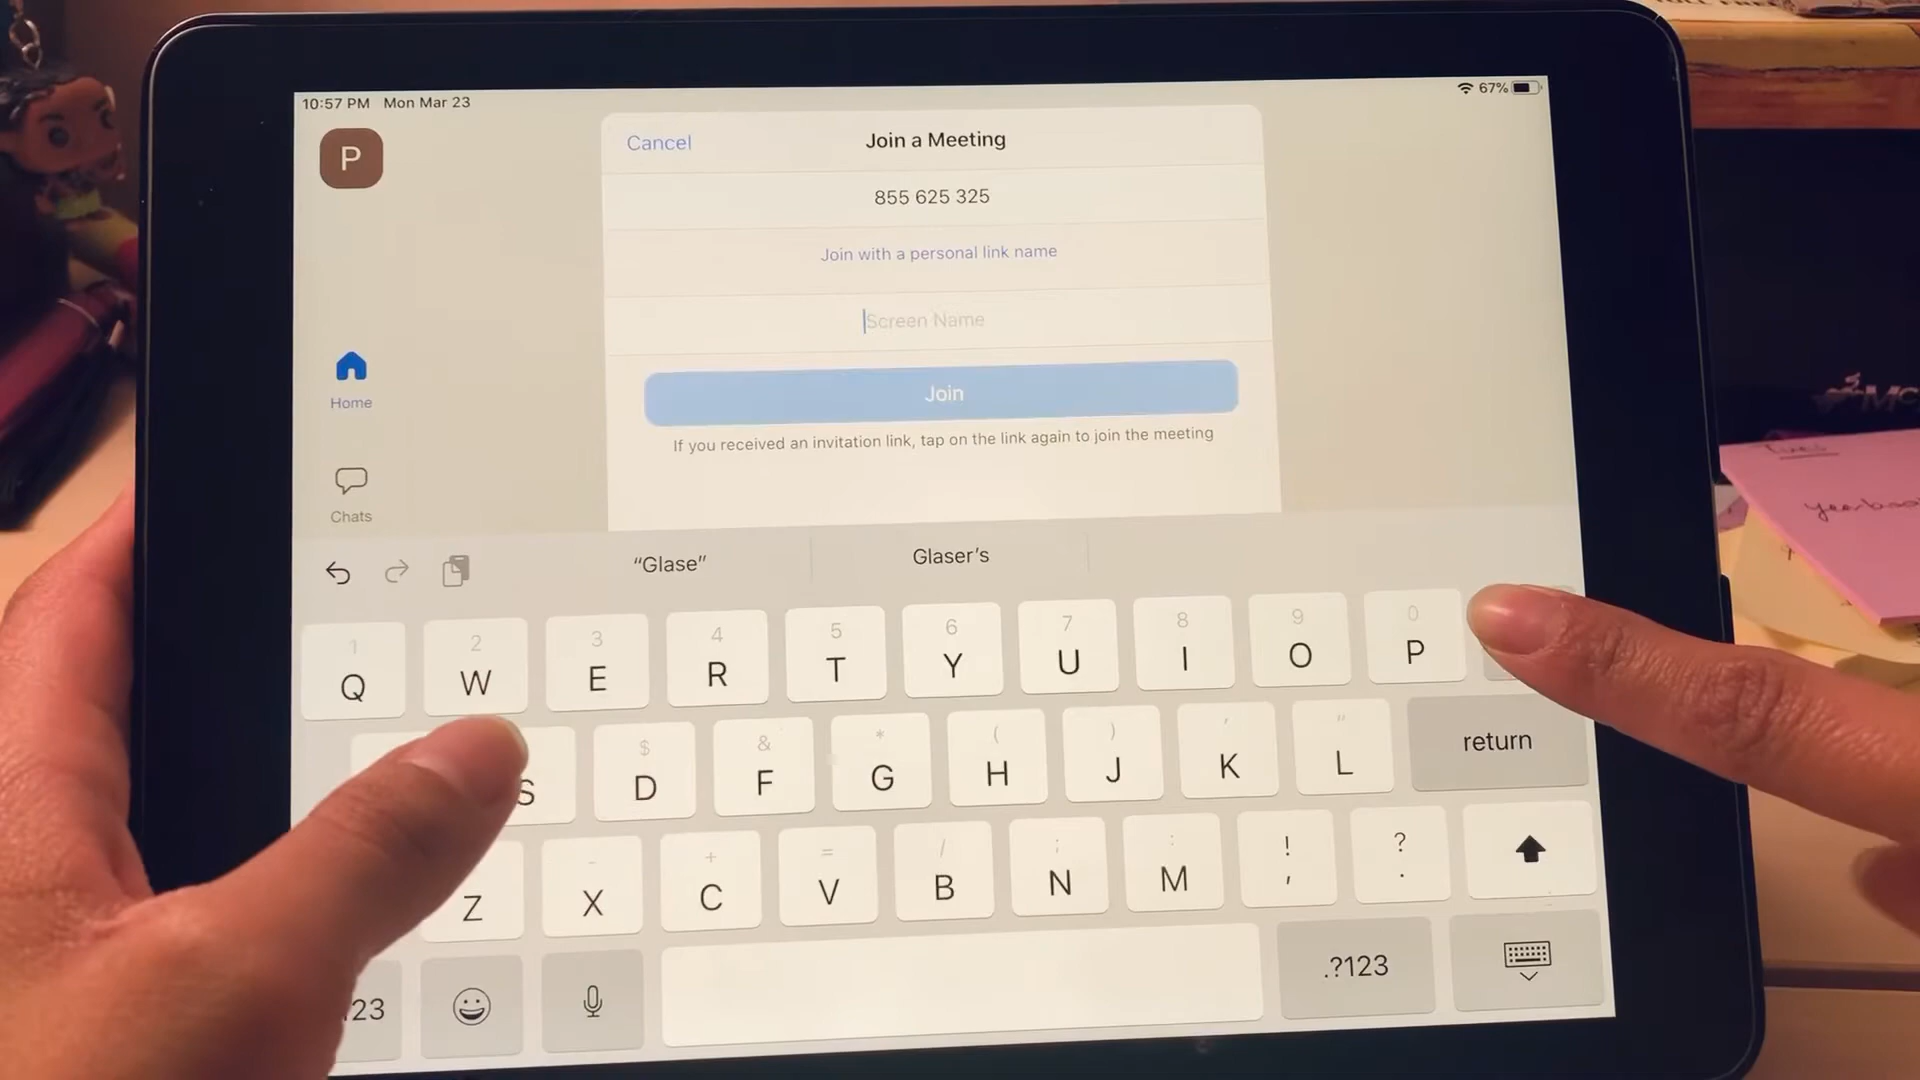 10:57 PM Mon Mar 23
67%
P
Cancel
Join a Meeting
855 625 325
Join with a personal link name
Screen Name
Join
If you received an invitation link, tap on the link again to join the meeting
Home
Chats
“Glase”
Glaser's
1 2 3 4 5 6 7 8 9 0
Q W E R T Y U I O P
$ & * ( ) ' "
S D F G H J K L return
- + = / ; : ! ?
Z X C V B N M , .
123
.?123